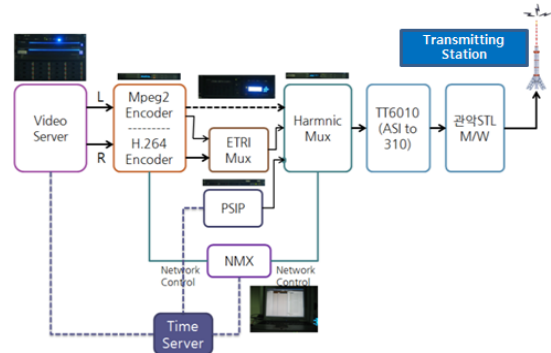 Transmitting
Station
Video
Server
L
R
Mpeg2
Encoder
H.264
Encoder
ETRI
Mux
PSIP
Harmnic
Mux
TT6010
(ASI to
310)
관악STL
M/W
NMX
Network
Control
Network
Control
Time
Server